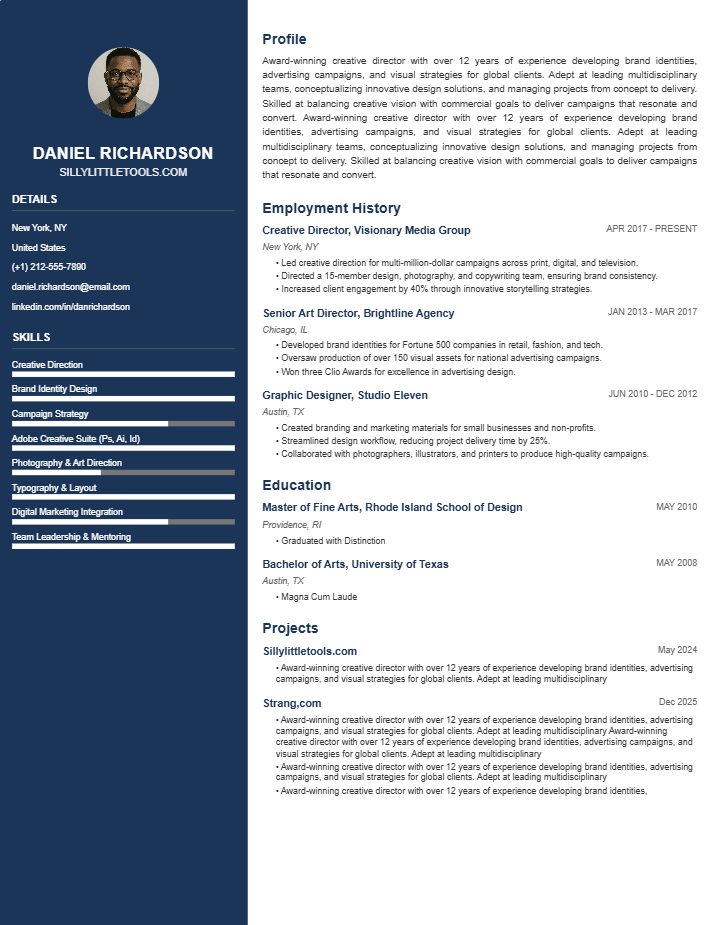 DANIEL RICHARDSON
SILLYLITTLETOOLS.COM
DETAILS
New York, NY
United States
(+1) 212-555-7890
daniel.richardson@email.com
linkedin.com/in/danrichardson
SKILLS
Creative Direction
Brand Identity Design
Campaign Strategy
Adobe Creative Suite (Ps, Ai, Id)
Photography & Art Direction
Typography & Layout
Digital Marketing Integration
Team Leadership & Mentoring
Profile
Award-winning creative director with over 12 years of experience developing brand identities,
advertising campaigns, and visual strategies for global clients. Adept at leading multidisciplinary
teams, conceptualizing innovative design solutions, and managing projects from concept to delivery.
Skilled at balancing creative vision with commercial goals to deliver campaigns that resonate and
convert. Award-winning creative director with over 12 years of experience developing brand
identities, advertising campaigns, and visual strategies for global clients. Adept at leading
multidisciplinary teams, conceptualizing innovative design solutions, and managing projects from
concept to delivery. Skilled at balancing creative vision with commercial goals to deliver campaigns
that resonate and convert.
Employment History
Creative Director, Visionary Media Group APR 2017 - PRESENT
New York, NY
• Led creative direction for multi-million-dollar campaigns across print, digital, and television.
• Directed a 15-member design, photography, and copywriting team, ensuring brand consistency.
• Increased client engagement by 40% through innovative storytelling strategies.
Senior Art Director, Brightline Agency JAN 2013 - MAR 2017
Chicago, IL
• Developed brand identities for Fortune 500 companies in retail, fashion, and tech.
• Oversaw production of over 150 visual assets for national advertising campaigns.
• Won three Clio Awards for excellence in advertising design.
Graphic Designer, Studio Eleven JUN 2010 - DEC 2012
Austin, TX
• Created branding and marketing materials for small businesses and non-profits.
• Streamlined design workflow, reducing project delivery time by 25%.
• Collaborated with photographers, illustrators, and printers to produce high-quality campaigns.
Education
Master of Fine Arts, Rhode Island School of Design MAY 2010
Providence, RI
• Graduated with Distinction
Bachelor of Arts, University of Texas MAY 2008
Austin, TX
• Magna Cum Laude
Projects
Sillylittletools.com May 2024
• Award-winning creative director with over 12 years of experience developing brand identities, advertising
campaigns, and visual strategies for global clients. Adept at leading multidisciplinary
Strang,com Dec 2025
• Award-winning creative director with over 12 years of experience developing brand identities, advertising
campaigns, and visual strategies for global clients. Adept at leading multidisciplinary Award-winning
creative director with over 12 years of experience developing brand identities, advertising campaigns, and
visual strategies for global clients. Adept at leading multidisciplinary
• Award-winning creative director with over 12 years of experience developing brand identities, advertising
campaigns, and visual strategies for global clients. Adept at leading multidisciplinary
• Award-winning creative director with over 12 years of experience developing brand identities,